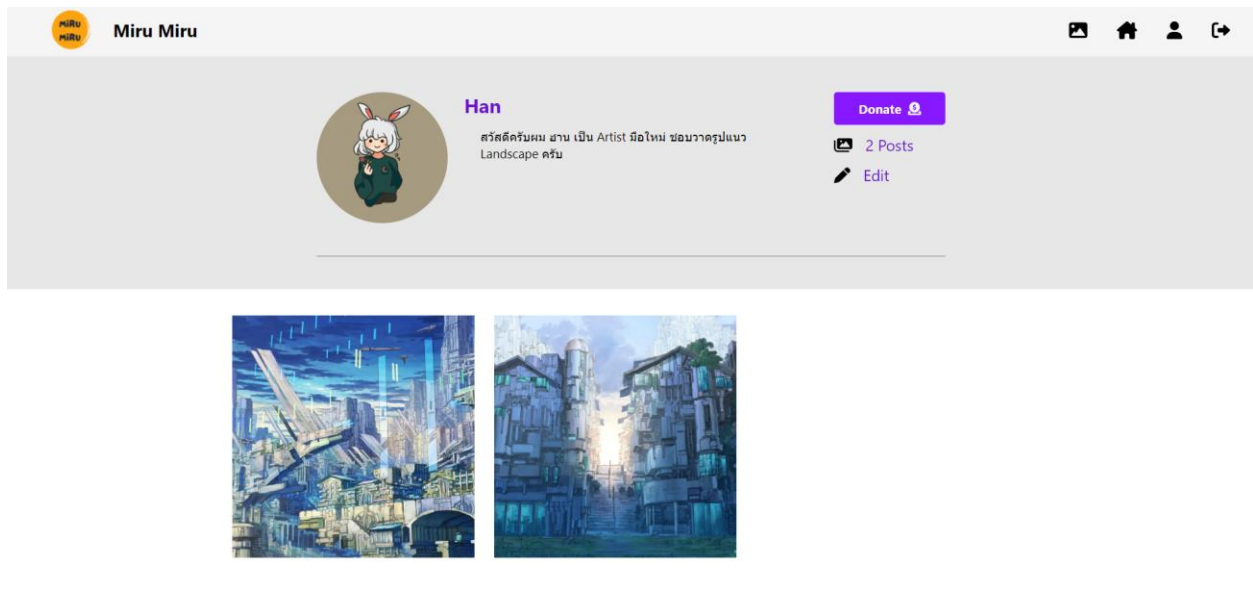 MiRU
MiRU
Miru Miru
Han
Donate
สวัสดีครับผม ฮาน เป็น Artist มือใหม่ ชอบวาดรูปแนว
Landscape ครับ
2 Posts
Edit